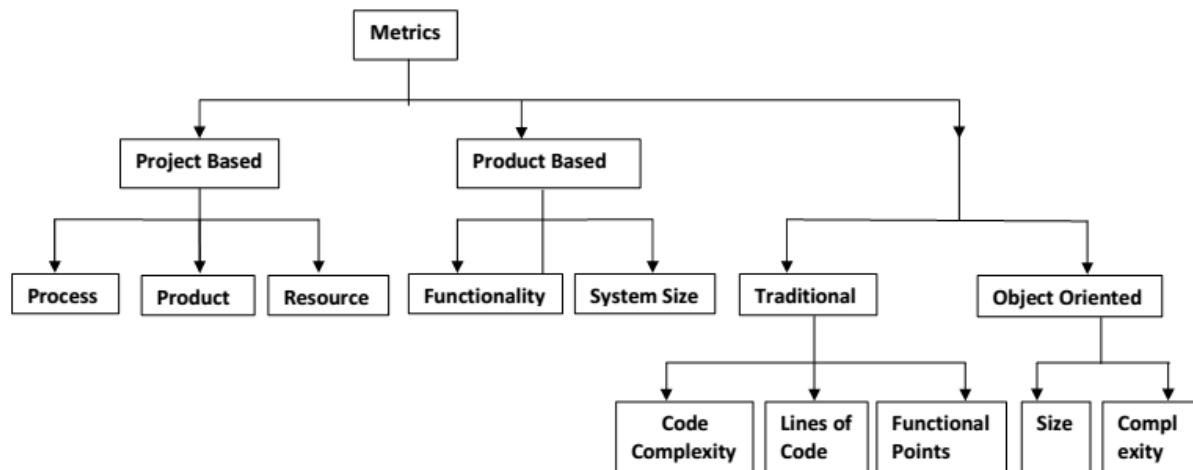 Metrics
Project Based
Product Based
Process
Product
Resource
Functionality
System Size
Traditional
Object Oriented
Code
Complexity
Lines of
Code
Functional
Points
Size
Compl
exity